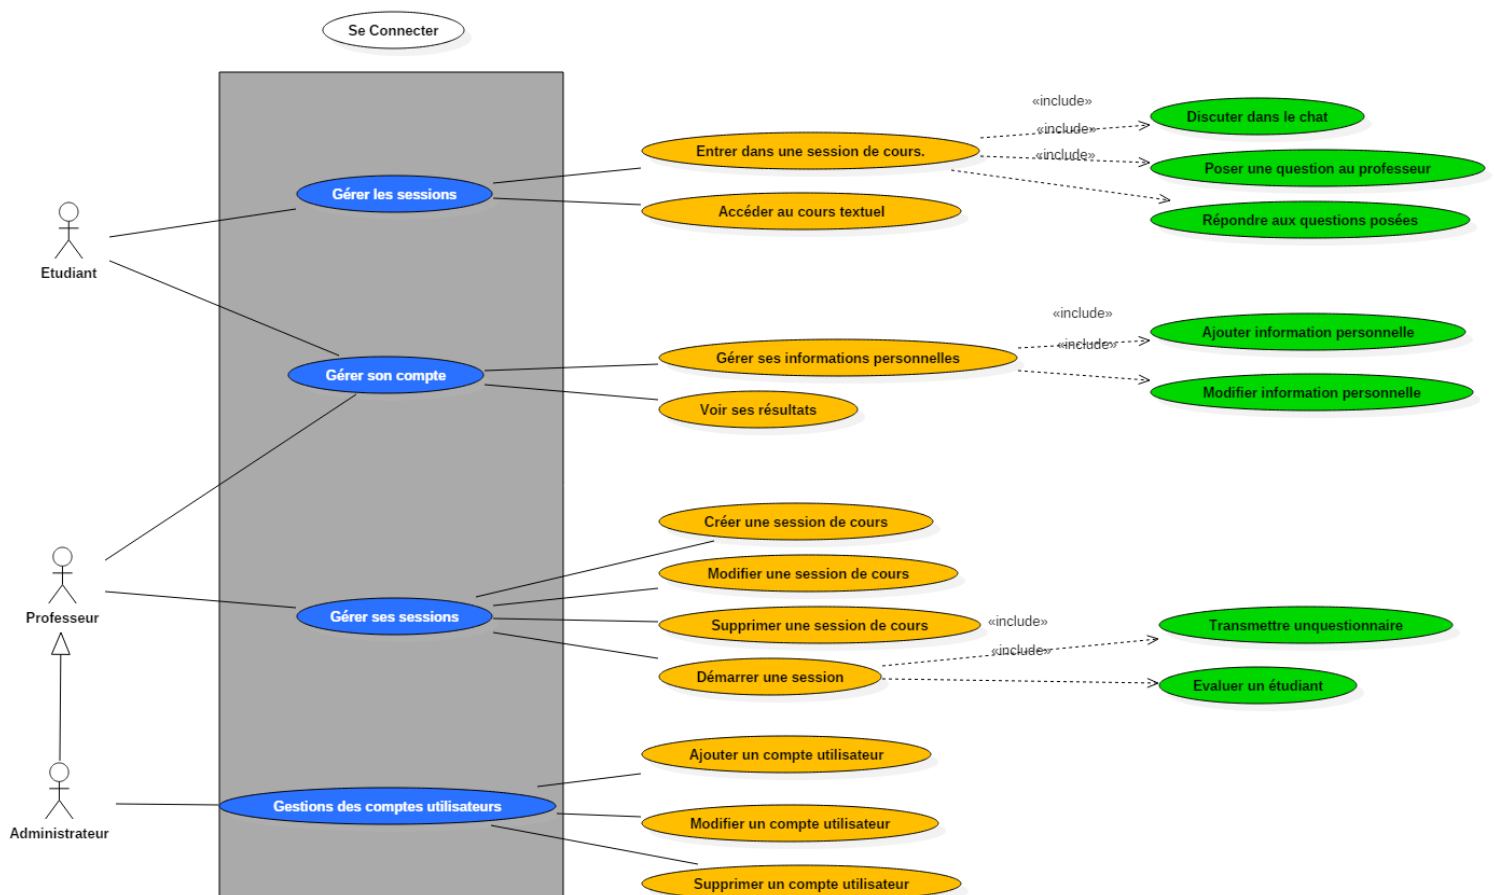 Se Connecter
«include»
Discuter dans le chat
«include»
Entrer dans une session de cours.
«include»
Poser une question au professeur
Gérer les sessions
Accéder au cours textuel
Répondre aux questions posées
Etudiant
«include»
Ajouter information personnelle
«include»
Gérer ses informations personnelles
Gérer son compte
Modifier information personnelle
Voir ses résultats
Créer une session de cours
Modifier une session de cours
Professeur
Gérer ses sessions
Supprimer une session de cours
«include»
Transmettre unquestionnaire
«include»
Démarrer une session
Evaluer un étudiant
Ajouter un compte utilisateur
Gestions des comptes utilisateurs
Modifier un compte utilisateur
Administrateur
Supprimer un compte utilisateur